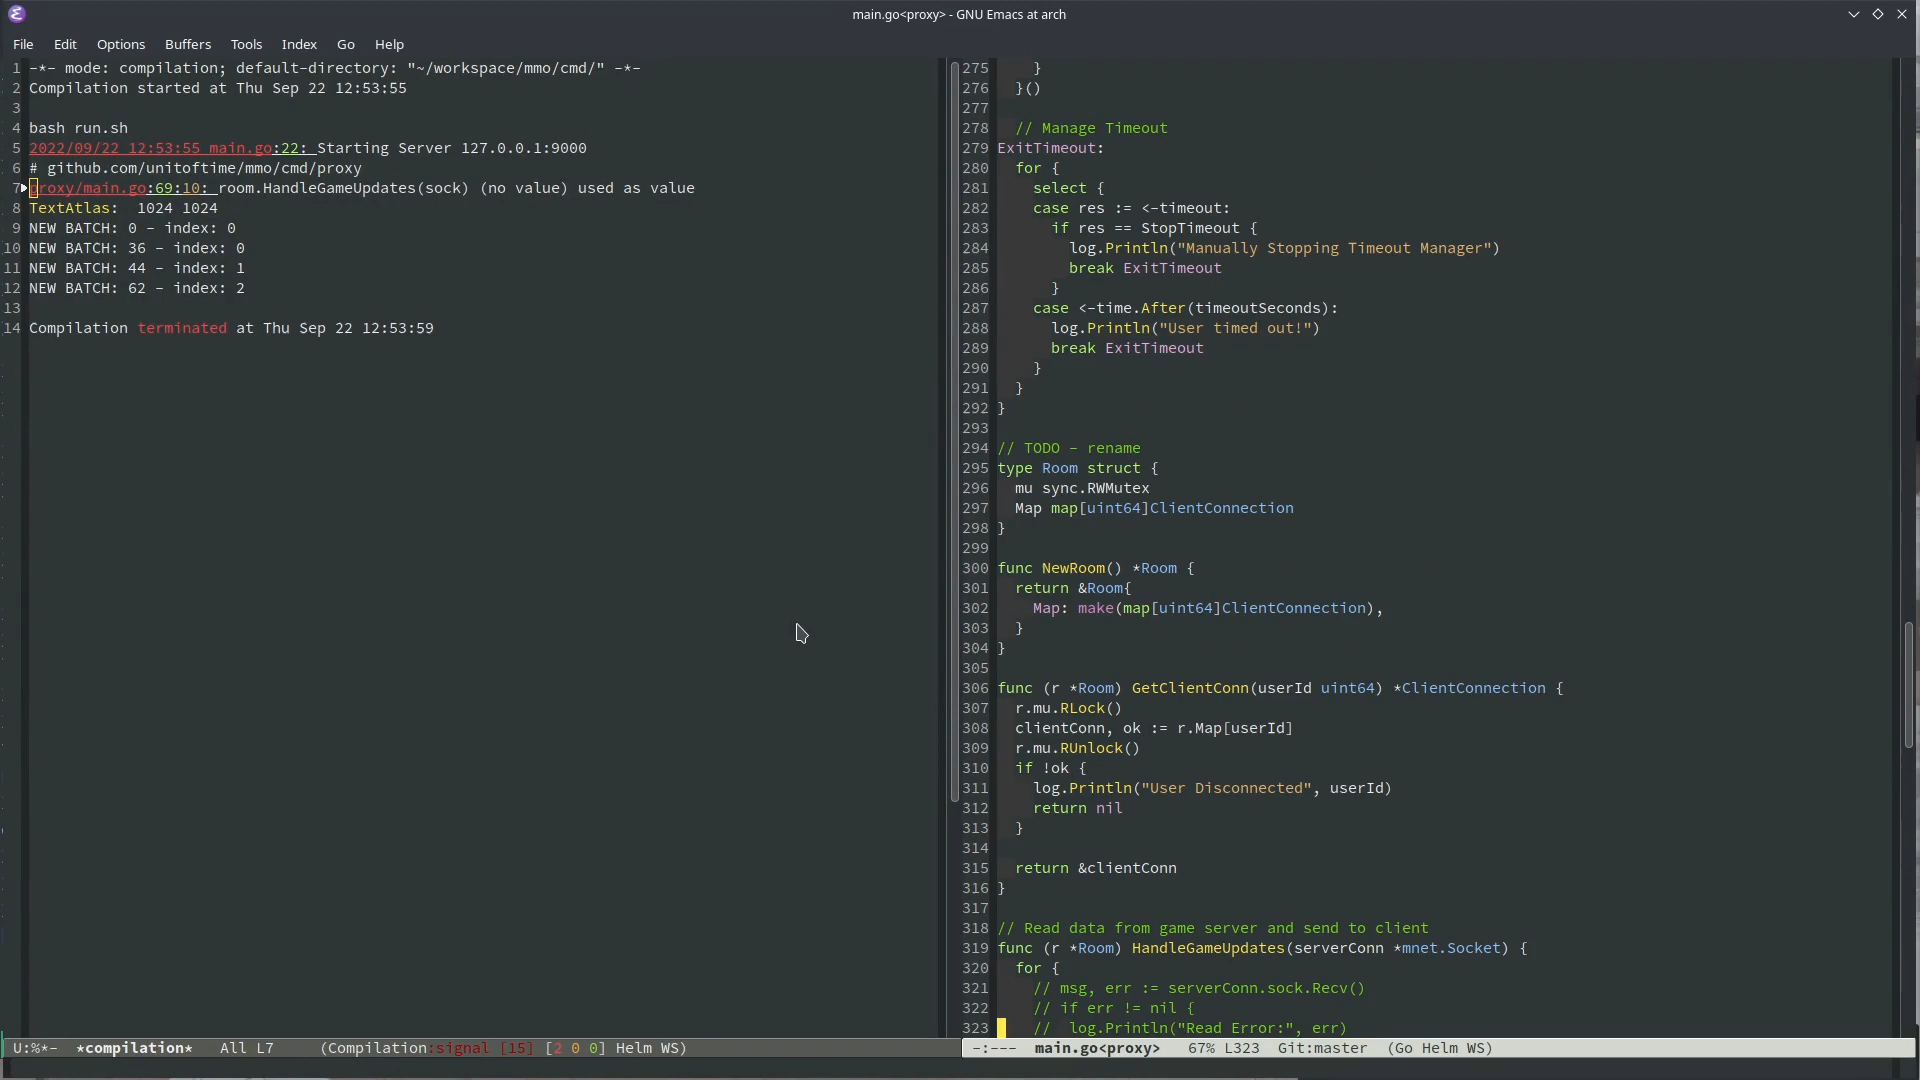 main.go<proxy> - GNU Emacs at arch
File Edit Options Buffers Tools Index Go Help
1 -*- mode: compilation; default-directory: "~/workspace/mmo/cmd/" -*-
2 Compilation started at Thu Sep 22 12:53:55
3
4 bash run.sh
5 2022/09/22 12:53:55 main.go:22: Starting Server 127.0.0.1:9000
6 # github.com/unitoftime/mmo/cmd/proxy
7 proxy/main.go:69:10: room.HandleGameUpdates(sock) (no value) used as value
8 TextAtlas:  1024 1024
9 NEW BATCH: 0 - index: 0
10 NEW BATCH: 36 - index: 0
11 NEW BATCH: 44 - index: 1
12 NEW BATCH: 62 - index: 2
13
14 Compilation terminated at Thu Sep 22 12:53:59
U:%*-  *compilation*   All L7     (Compilation:signal [15] [2 0 0] Helm WS)
275     }
276   }()
277
278   // Manage Timeout
279 ExitTimeout:
280   for {
281     select {
282     case res := <-timeout:
283       if res == StopTimeout {
284         log.Println("Manually Stopping Timeout Manager")
285         break ExitTimeout
286       }
287     case <-time.After(timeoutSeconds):
288       log.Println("User timed out!")
289       break ExitTimeout
290     }
291   }
292 }
293
294 // TODO - rename
295 type Room struct {
296   mu sync.RWMutex
297   Map map[uint64]ClientConnection
298 }
299
300 func NewRoom() *Room {
301   return &Room{
302     Map: make(map[uint64]ClientConnection),
303   }
304 }
305
306 func (r *Room) GetClientConn(userId uint64) *ClientConnection {
307   r.mu.RLock()
308   clientConn, ok := r.Map[userId]
309   r.mu.RUnlock()
310   if !ok {
311     log.Println("User Disconnected", userId)
312     return nil
313   }
314
315   return &clientConn
316 }
317
318 // Read data from game server and send to client
319 func (r *Room) HandleGameUpdates(serverConn *mnet.Socket) {
320   for {
321     // msg, err := serverConn.sock.Recv()
322     // if err != nil {
323     //  log.Println("Read Error:", err)
-:---  main.go<proxy>   67% L323  Git:master  (Go Helm WS)